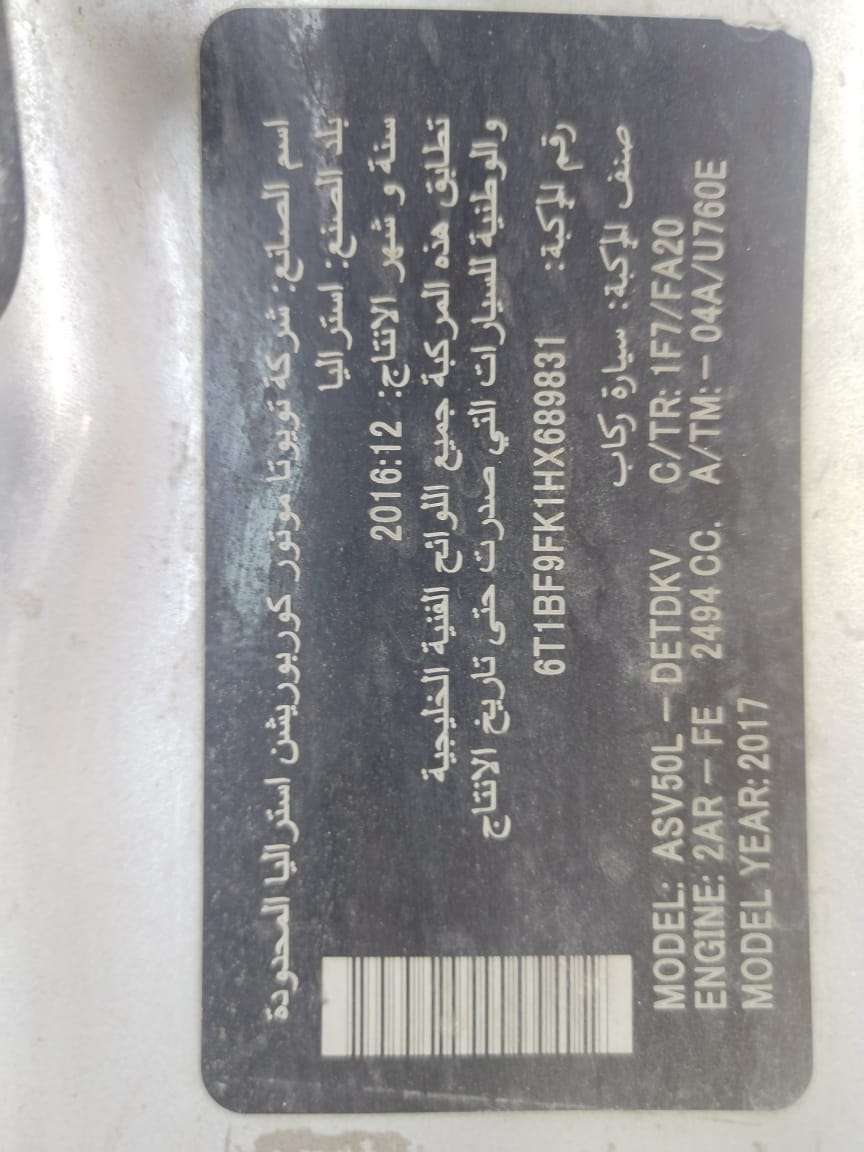 اسم الصانع: شركة تويوتا موتور كوربوريشن استراليا المحدودة
بلد الصنع: استراليا
سنة و شهر الانتاج: 2016:12
تطابق هذه المركبة جميع اللوائح الفنية الخليجية
والوطنية للسيارات التي صدرت حتى تاريخ الانتاج
رقم المركبة: 6T1BF9FK1HX689831
صنف المركبة: سيارة ركاب
MODEL: ASV50L – DETDKV C/TR: 1F7/FA20
ENGINE: 2AR – FE 2494 CC. A/TM: – 04A/U760E
MODEL YEAR: 2017